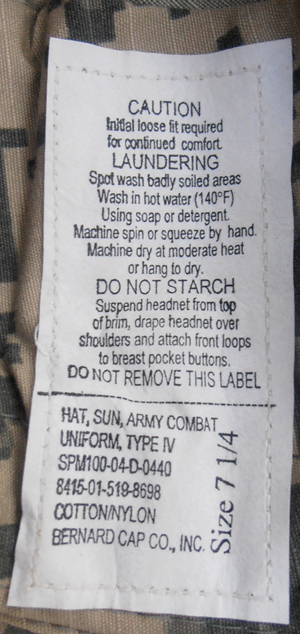 CAUTION
Initial loose fit required
for continued comfort.
LAUNDERING
Spot wash badly soiled areas
Wash in hot water (140°F)
Using soap or detergent.
Machine spin or squeeze by hand.
Machine dry at moderate heat
or hang to dry.
DO NOT STARCH
Suspend headnet from top
of brim, drape headnet over
shoulders and attach front loops
to breast pocket buttons.
DO NOT REMOVE THIS LABEL
HAT, SUN, ARMY COMBAT
UNIFORM, TYPE IV
SPM100-04-D-0440
8415-01-519-8698
COTTON/NYLON
BERNARD CAP CO., INC.
Size 7 1/4